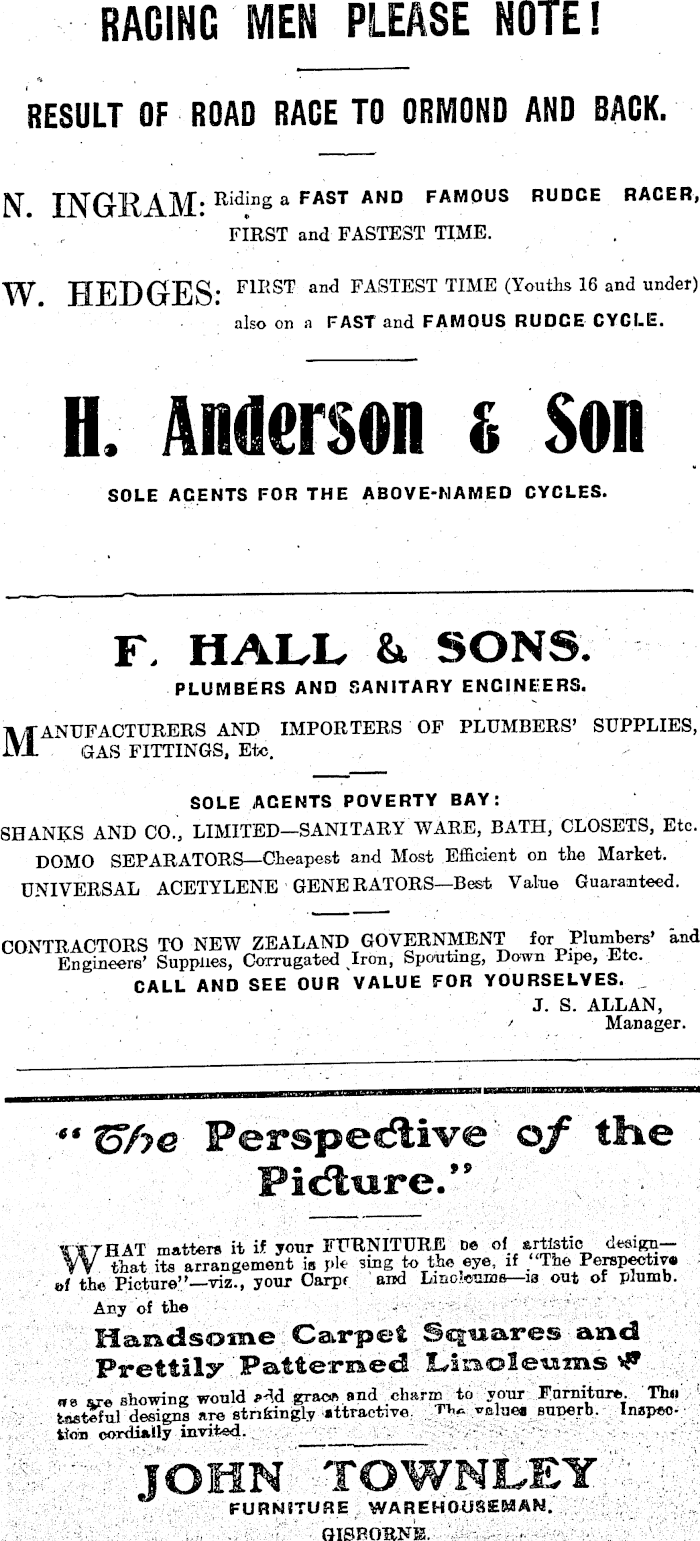 RACING MEN PLEASE NOTE!
RESULT OF ROAD RACE TO ORMOND AND BACK.
N. INGRAM: Riding a FAST AND FAMOUS RUDGE RACER,
FIRST and FASTEST TIME.
W. HEDGES: FIRST and FASTEST TIME (Youths 16 and under)
also on a FAST and FAMOUS RUDGE CYCLE.
H. Anderson & Son
SOLE AGENTS FOR THE ABOVE-NAMED CYCLES.
F. HALL & SONS.
PLUMBERS AND SANITARY ENGINEERS.
MANUFACTURERS AND IMPORTERS OF PLUMBERS' SUPPLIES,
GAS FITTINGS, Etc.
SOLE AGENTS POVERTY BAY:
SHANKS AND CO., LIMITED—SANITARY WARE, BATH, CLOSETS, Etc.
DOMO SEPARATORS—Cheapest and Most Efficient on the Market.
UNIVERSAL ACETYLENE GENERATORS—Best Value Guaranteed.
CONTRACTORS TO NEW ZEALAND GOVERNMENT for Plumbers' and
Engineers' Supplies, Corrugated Iron, Spouting, Down Pipe, Etc.
CALL AND SEE OUR VALUE FOR YOURSELVES.
J. S. ALLAN,
Manager.
"The Perspective of the
Picture."
WHAT matters it if your FURNITURE be of artistic design—
that its arrangement is ple sing to the eye, if "The Perspective
of the Picture"—viz., your Carpe and Linoleums—is out of plumb.
Any of the
Handsome Carpet Squares and
Prettily Patterned Linoleums
we are showing would add grace and charm to your Furniture. The
tasteful designs are strikingly attractive. The values superb. Inspec-
tion cordially invited.
JOHN TOWNLEY
FURNITURE WAREHOUSEMAN.
GISBORNE.